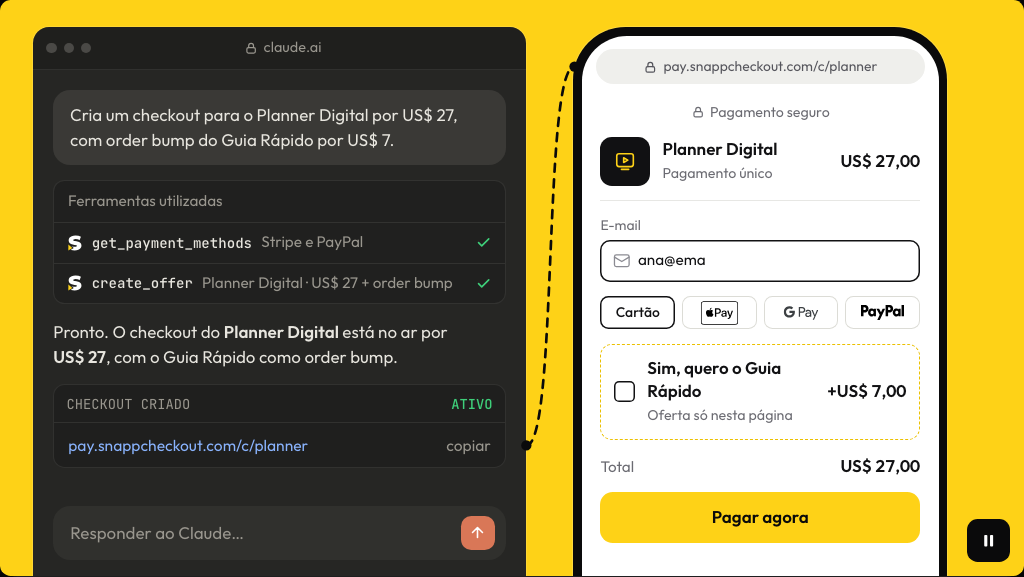 claude.ai
Cria um checkout para o Planner Digital por US$ 27,
com order bump do Guia Rápido por US$ 7.
Ferramentas utilizadas
get_payment_methods Stripe e PayPal
create_offer Planner Digital · US$ 27 + order bump
Pronto. O checkout do Planner Digital está no ar por
US$ 27, com o Guia Rápido como order bump.
CHECKOUT CRIADO ATIVO
pay.snappcheckout.com/c/planner copiar
Responder ao Claude...
pay.snappcheckout.com/c/planner
Pagamento seguro
Planner Digital
Pagamento único
US$ 27,00
E-mail
ana@ema
Cartão Pay G Pay PayPal
Sim, quero o Guia
Rápido
+US$ 7,00
Oferta só nesta página
Total US$ 27,00
Pagar agora